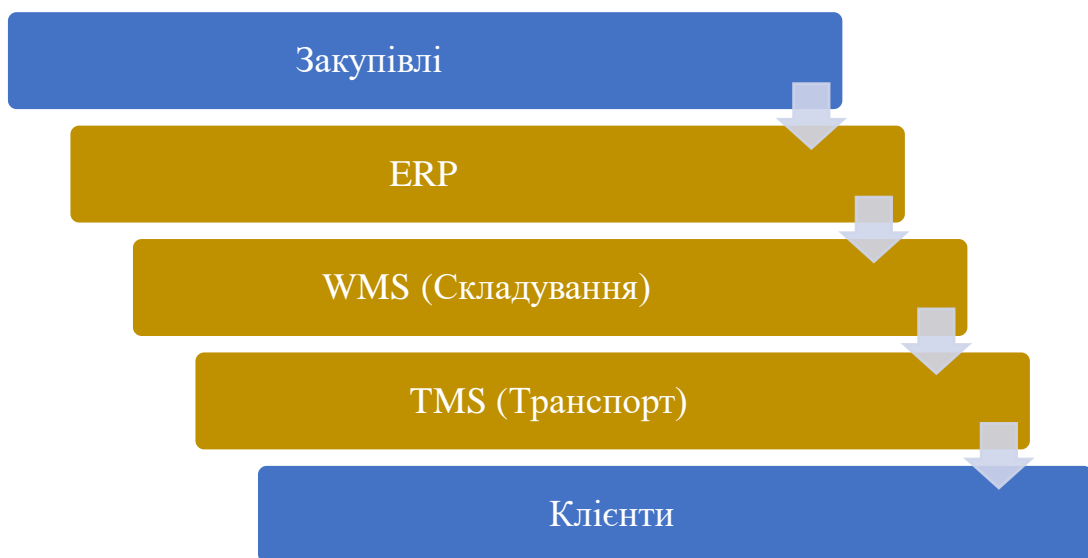 Закупівлі
ERP
WMS (Складування)
TMS (Транспорт)
Клієнти